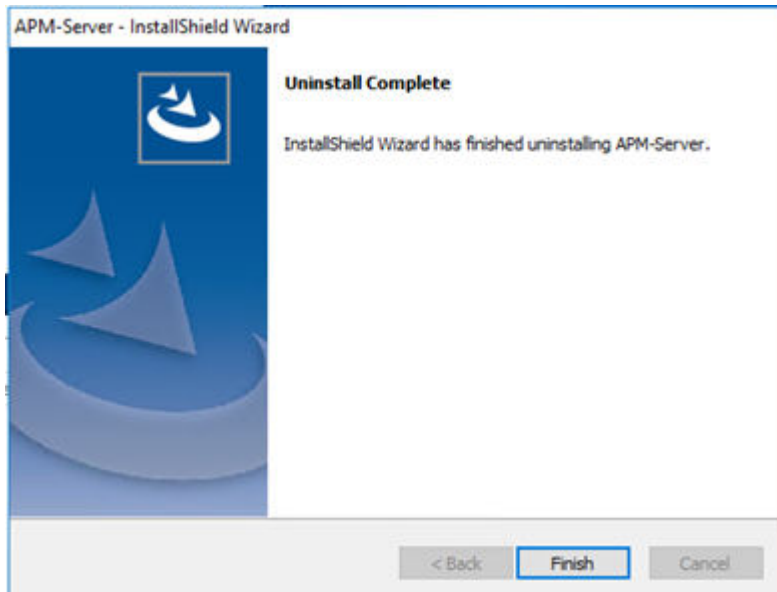 APM-Server - InstallShield Wizard
Uninstall Complete
InstallShield Wizard has finished uninstalling APM-Server.
< Back
Finish
Cancel